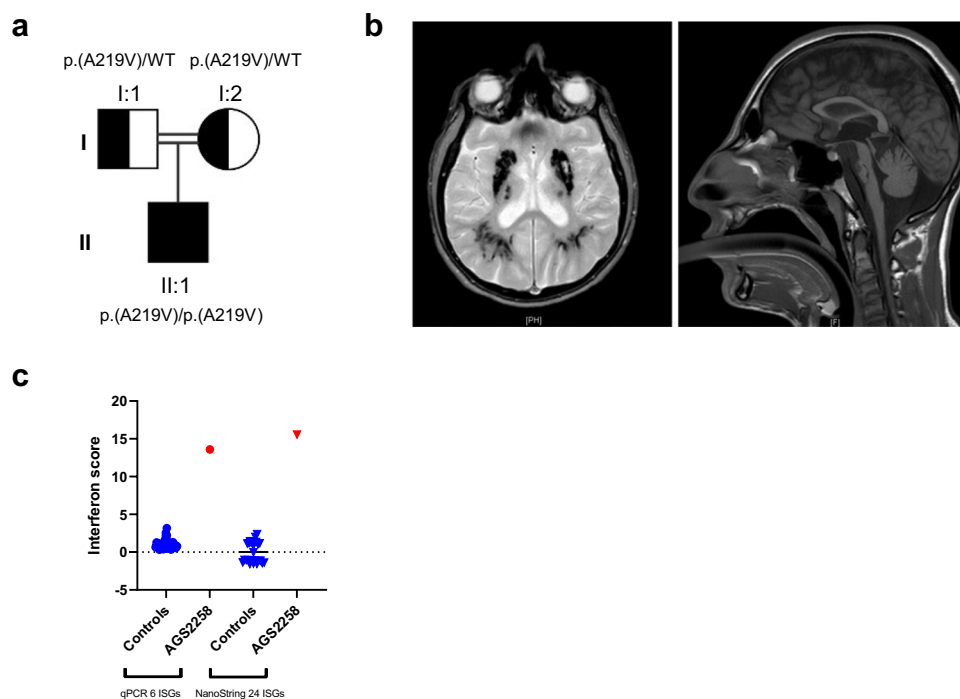 a
p.(A219V)/WT p.(A219V)/WT
I:1 I:2
I
II
II:1
p.(A219V)/p.(A219V)
b
[PH]
[F]
c
Interferon score
20
15
10
5
0
-5
Controls
AGS2258
Controls
AGS2258
qPCR 6 ISGs NanoString 24 ISGs